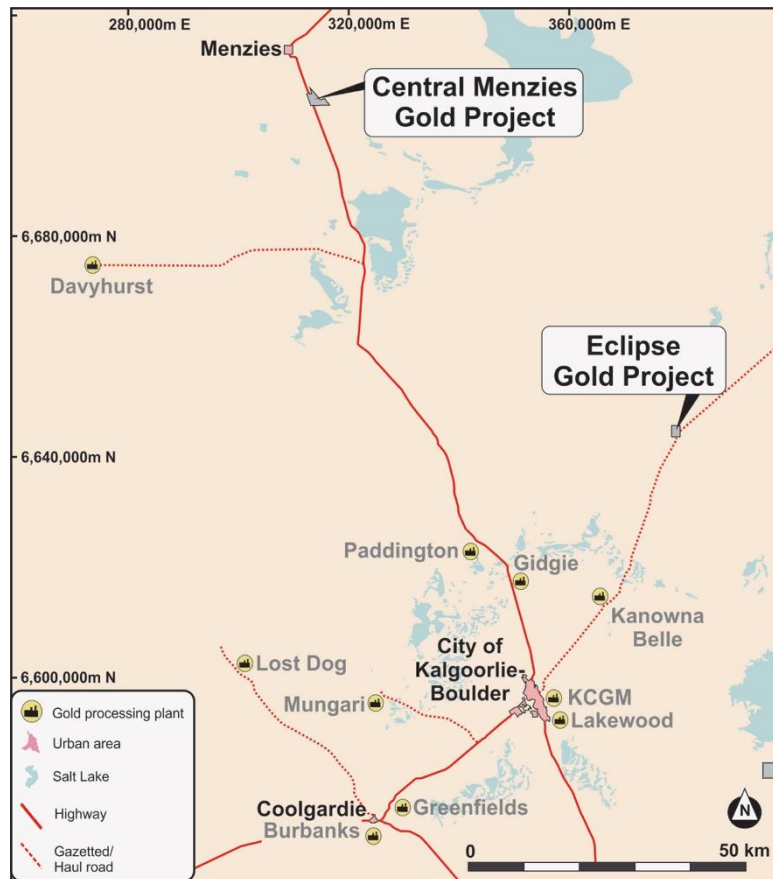 280,000m E
320,000m E
360,000m E
Menzies
Central Menzies
Gold Project
6,680,000m N
Davyhurst
Eclipse
Gold Project
6,640,000m N
Paddington
Gidgie
Kanowna
Belle
City of
Kalgoorlie-
Boulder
6,600,000m N
Lost Dog
Mungari
KCGM
Lakewood
Coolgardie
Greenfields
Burbanks
Gold processing plant
Urban area
Salt Lake
Highway
Gazetted/
Haul road
N
0
50 km